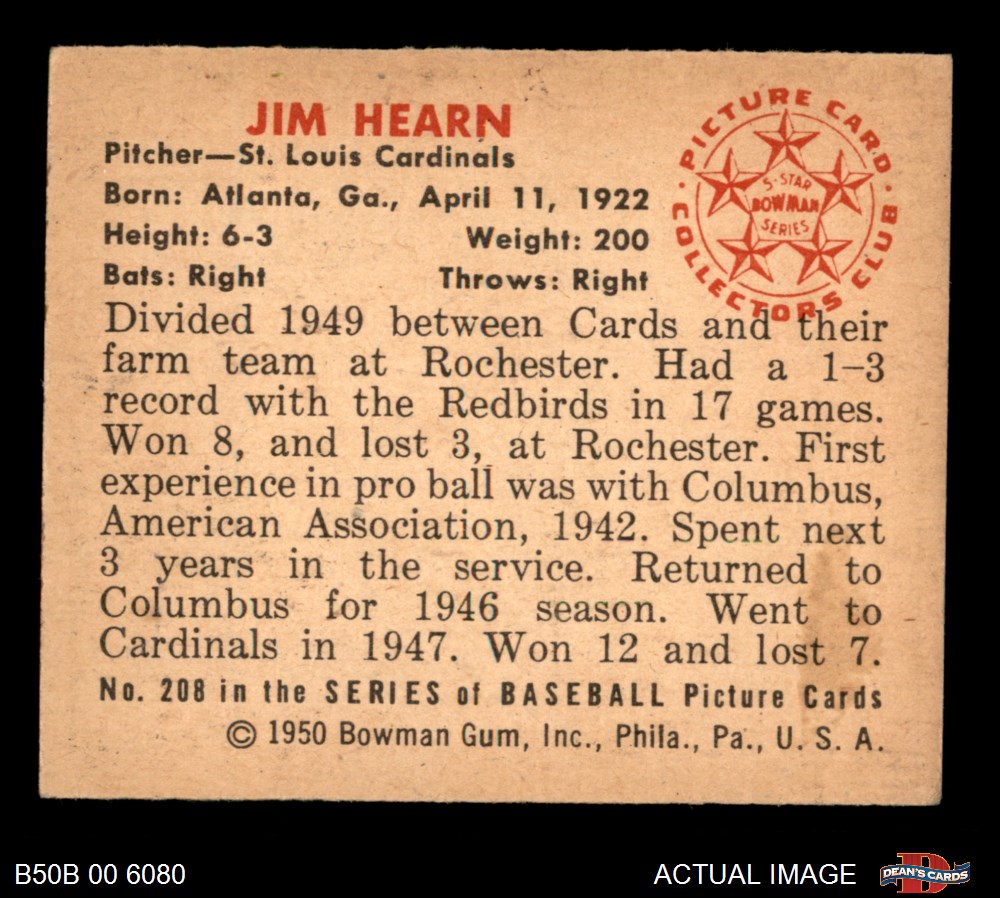 JIM HEARN
Pitcher—St. Louis Cardinals
Born: Atlanta, Ga., April 11, 1922
Height: 6-3 Weight: 200
Bats: Right Throws: Right
PICTURE CARD
COLLECTORS CLUB
5-STAR
BOWMAN
SERIES
Divided 1949 between Cards and their
farm team at Rochester. Had a 1–3
record with the Redbirds in 17 games.
Won 8, and lost 3, at Rochester. First
experience in pro ball was with Columbus,
American Association, 1942. Spent next
3 years in the service. Returned to
Columbus for 1946 season. Went to
Cardinals in 1947. Won 12 and lost 7.
No. 208 in the SERIES of BASEBALL Picture Cards
© 1950 Bowman Gum, Inc., Phila., Pa., U. S. A.
B50B 00 6080
ACTUAL IMAGE
D
DEAN'S CARDS